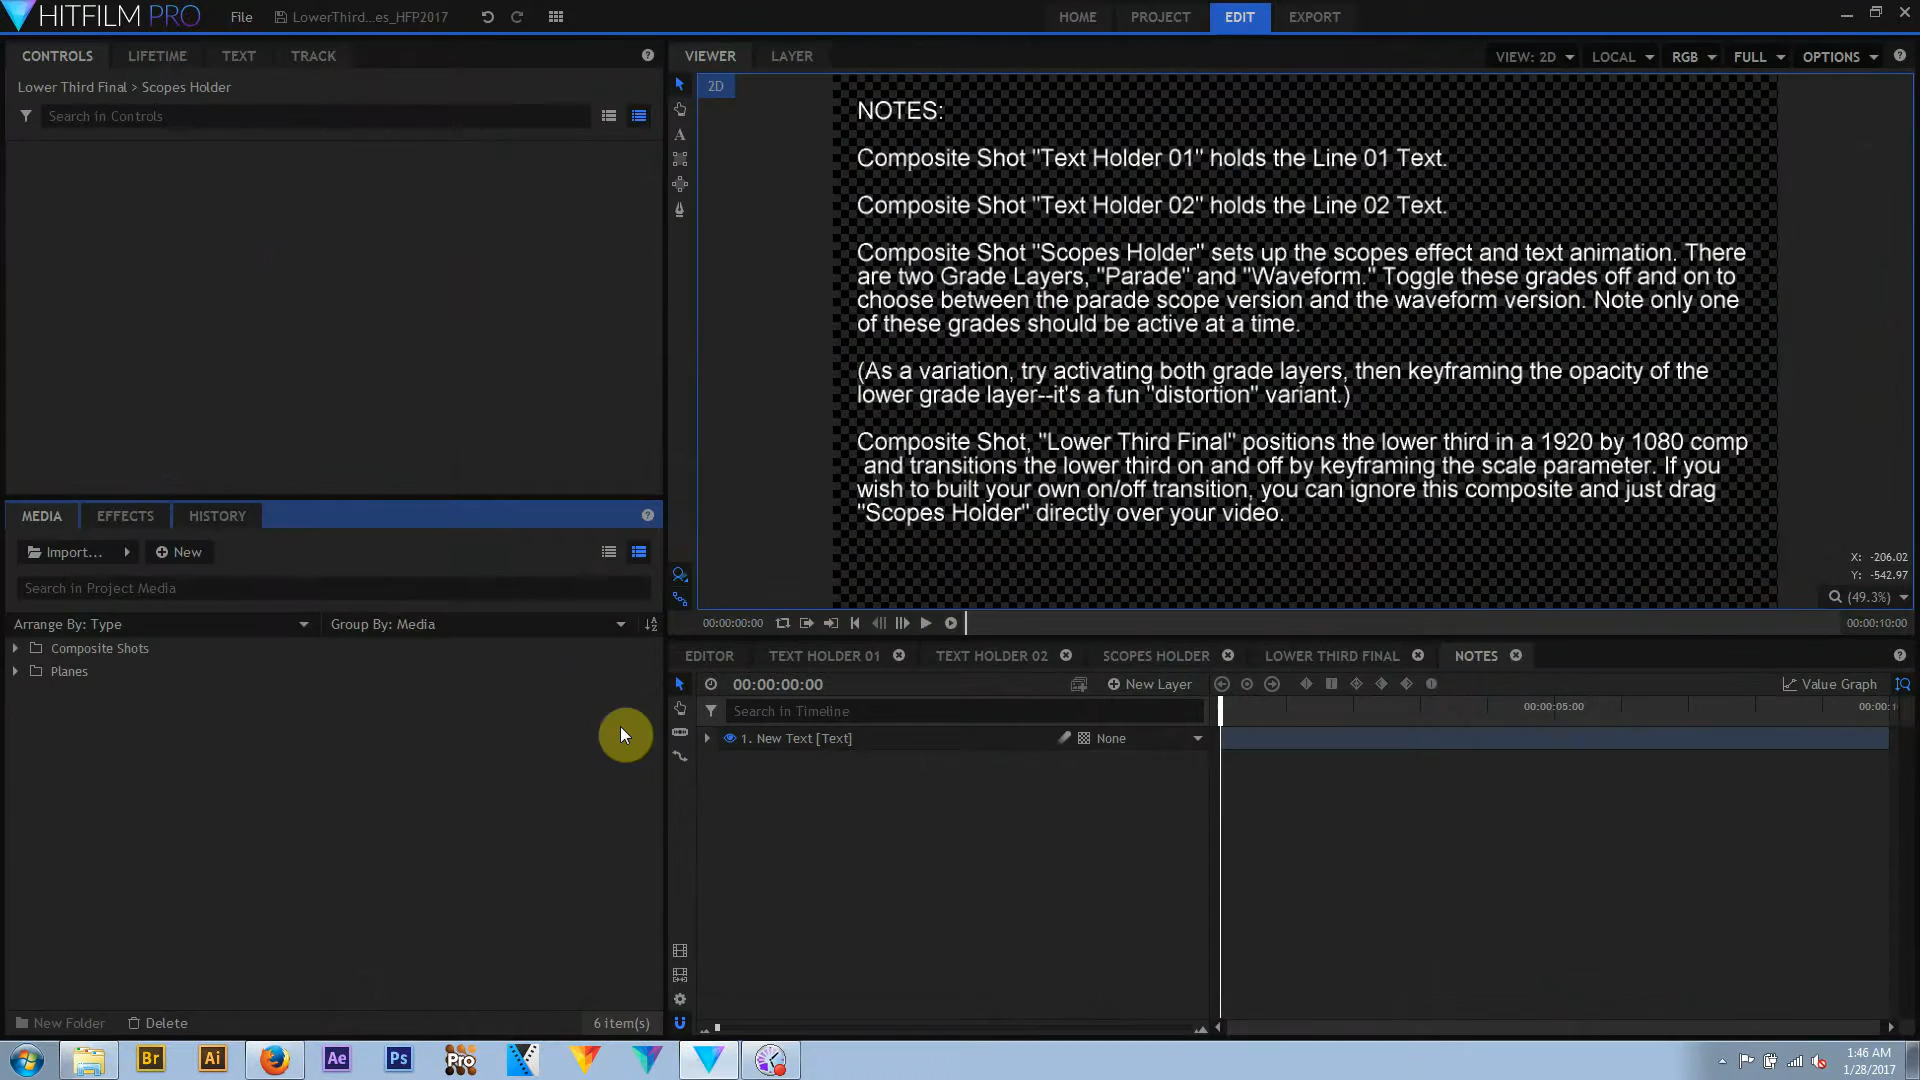 HITFILM PRO
File
LowerThird...es_HFP2017
HOME
PROJECT
EDIT
EXPORT
CONTROLS
LIFETIME
TEXT
TRACK
VIEWER
LAYER
VIEW: 2D
LOCAL
RGB
FULL
OPTIONS
Lower Third Final > Scopes Holder
Search in Controls
2D
NOTES:
Composite Shot "Text Holder 01" holds the Line 01 Text.
Composite Shot "Text Holder 02" holds the Line 02 Text.
Composite Shot "Scopes Holder" sets up the scopes effect and text animation. There
are two Grade Layers, "Parade" and "Waveform." Toggle these grades off and on to
choose between the parade scope version and the waveform version. Note only one
of these grades should be active at a time.
(As a variation, try activating both grade layers, then keyframing the opacity of the
lower grade layer--it's a fun "distortion" variant.)
Composite Shot, "Lower Third Final" positions the lower third in a 1920 by 1080 comp
and transitions the lower third on and off by keyframing the scale parameter. If you
wish to built your own on/off transition, you can ignore this composite and just drag
"Scopes Holder" directly over your video.
X: -206.02
Y: -542.97
(49.3%)
00:00:00:00
00:00:10:00
MEDIA
EFFECTS
HISTORY
Import...
New
Search in Project Media
Arrange By: Type
Group By: Media
Composite Shots
Planes
New Folder
Delete
6 item(s)
EDITOR
TEXT HOLDER 01
TEXT HOLDER 02
SCOPES HOLDER
LOWER THIRD FINAL
NOTES
00:00:00:00
New Layer
Value Graph
Search in Timeline
00:00:05:00
00:00:1
1. New Text [Text]
None
Br
Ai
Ae
Ps
Pro
1:46 AM
1/28/2017